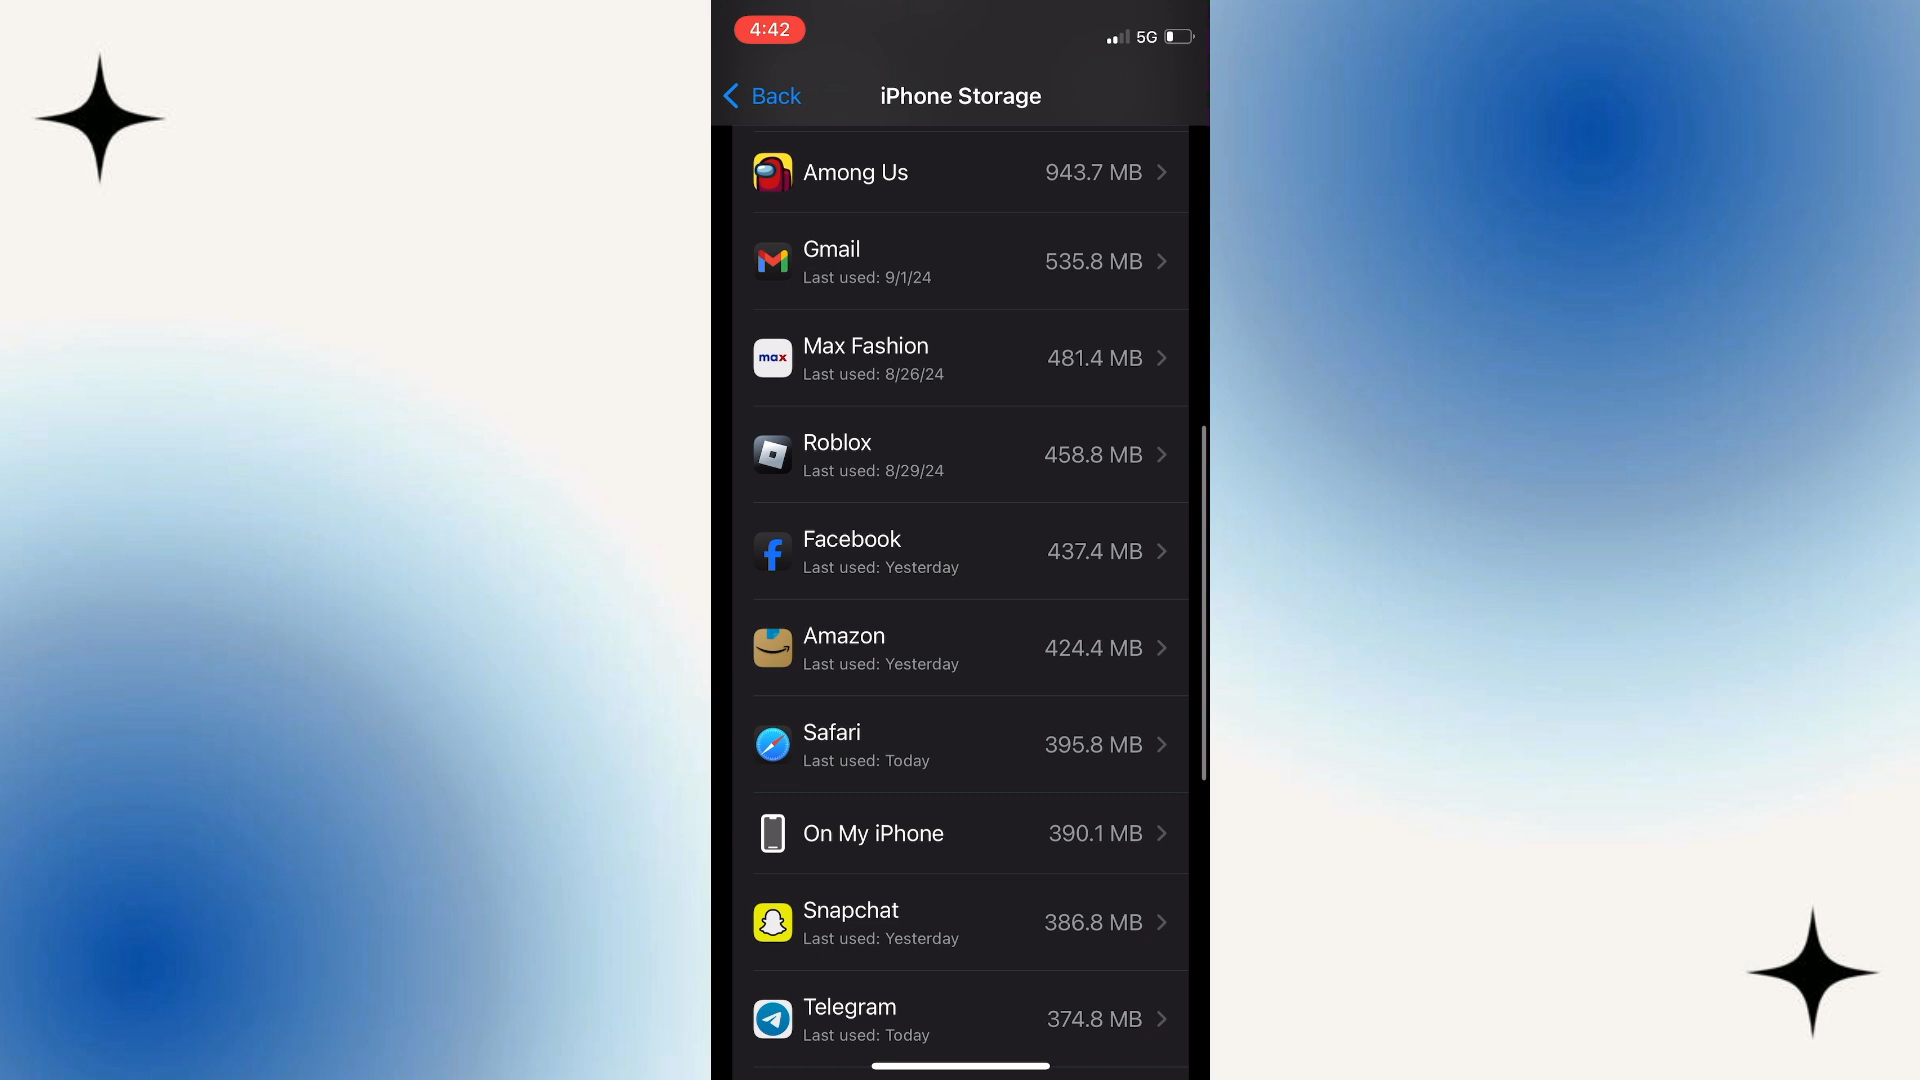 4:42
5G
Back
iPhone Storage
Among Us
943.7 MB
Gmail
Last used: 9/1/24
535.8 MB
max
Max Fashion
Last used: 8/26/24
481.4 MB
Roblox
Last used: 8/29/24
458.8 MB
Facebook
Last used: Yesterday
437.4 MB
Amazon
Last used: Yesterday
424.4 MB
Safari
Last used: Today
395.8 MB
On My iPhone
390.1 MB
Snapchat
Last used: Yesterday
386.8 MB
Telegram
Last used: Today
374.8 MB